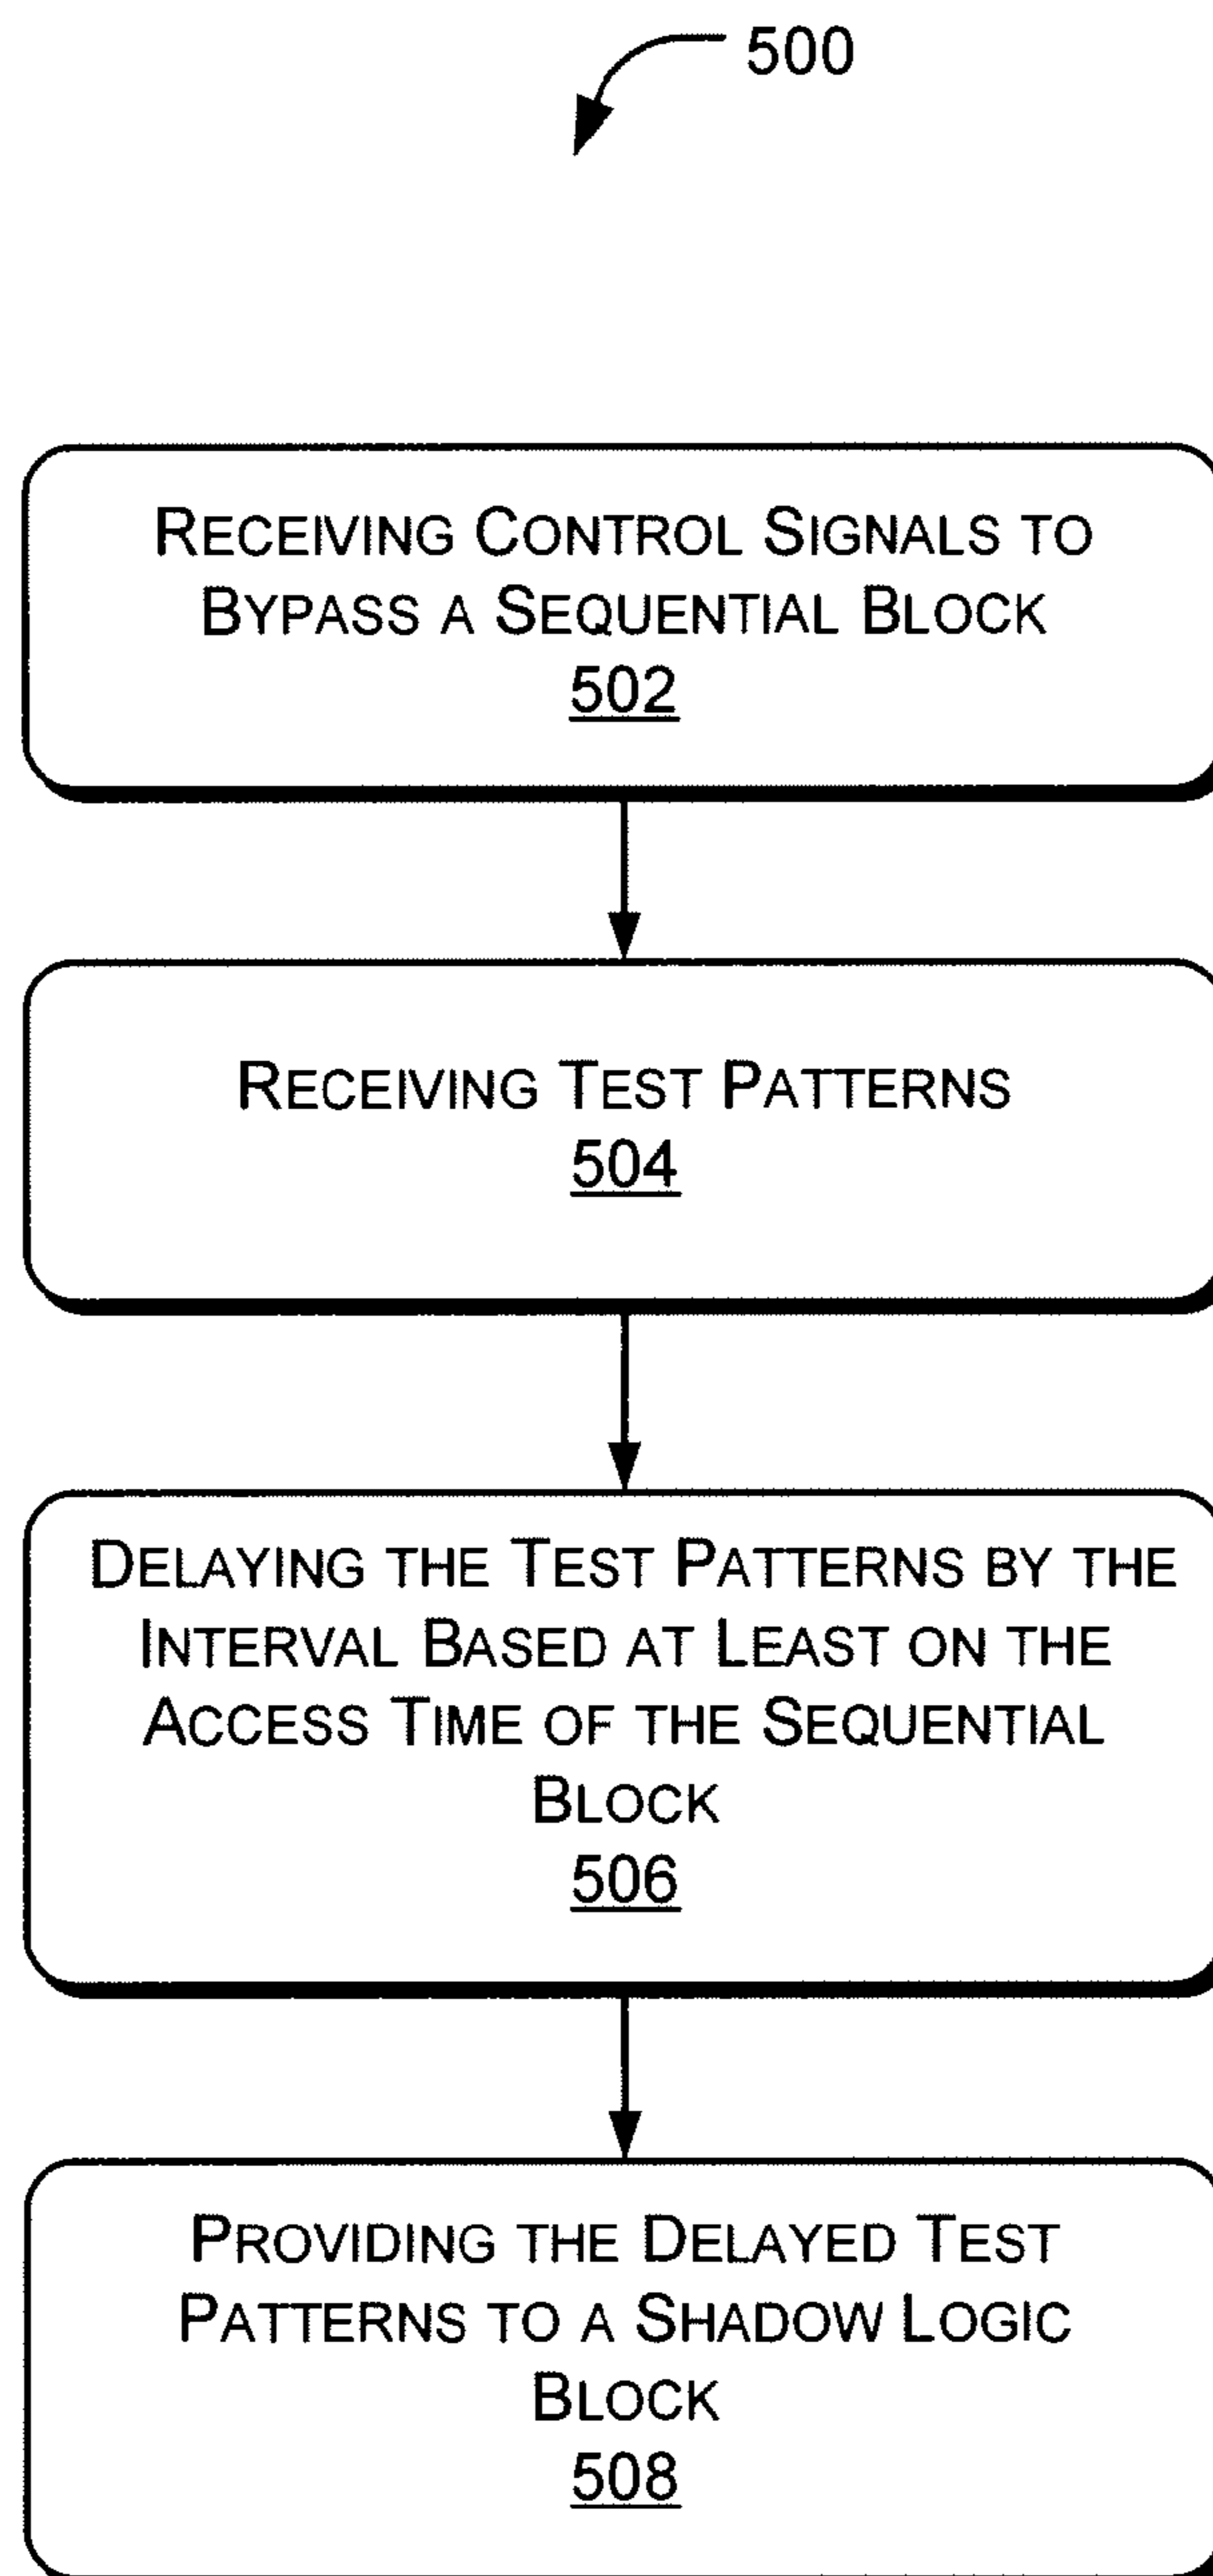 500
RECEIVING CONTROL SIGNALS TO
BYPASS A SEQUENTIAL BLOCK
502
RECEIVING TEST PATTERNS
504
DELAYING THE TEST PATTERNS BY THE
INTERVAL BASED AT LEAST ON THE
ACCESS TIME OF THE SEQUENTIAL
BLOCK
506
PROVIDING THE DELAYED TEST
PATTERNS TO A SHADOW LOGIC
BLOCK
508